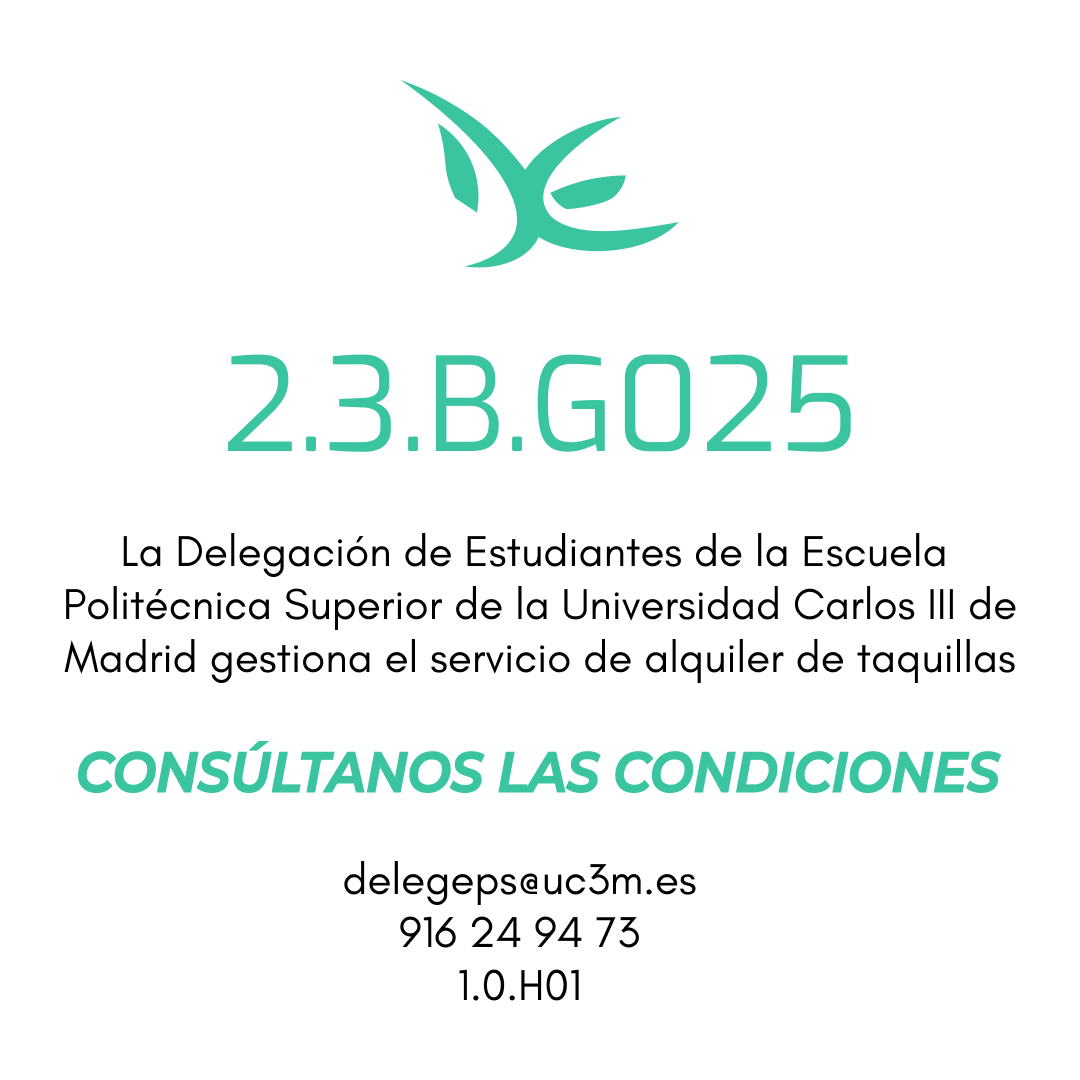 2.3.B.G025
La Delegación de Estudiantes de la Escuela
Politécnica Superior de la Universidad Carlos III de
Madrid gestiona el servicio de alquiler de taquillas
CONSÚLTANOS LAS CONDICIONES
delegeps@uc3m.es
916 24 94 73
1.0.H01